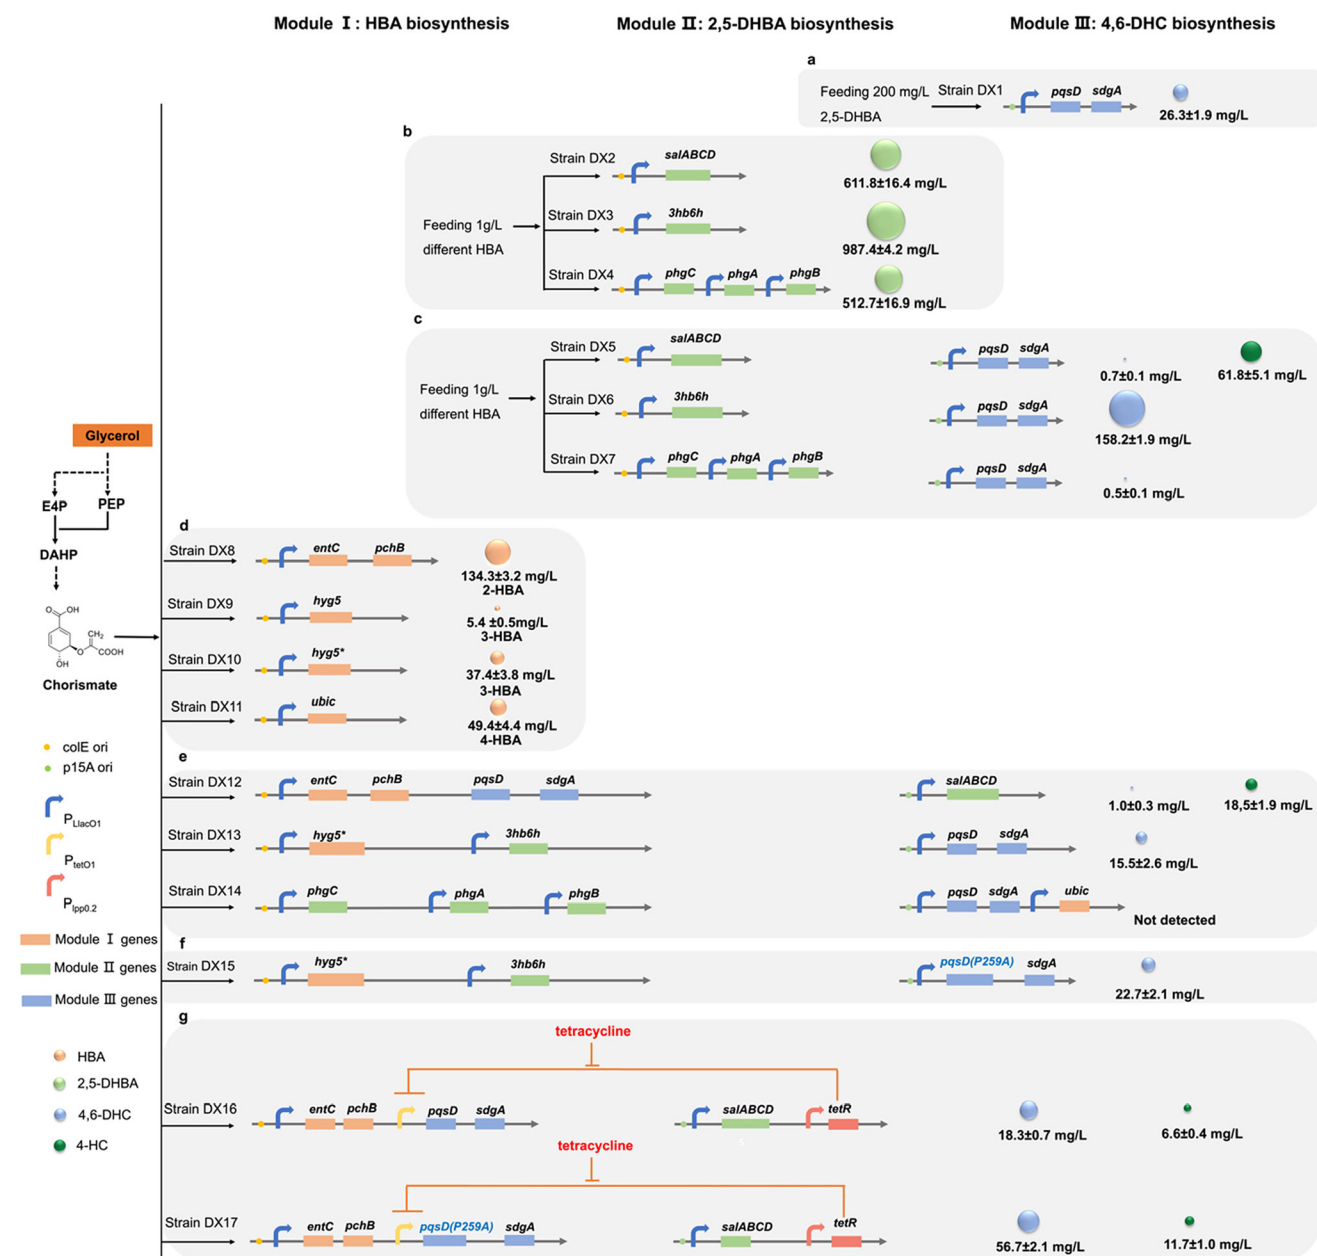 Module Ⅰ: HBA biosynthesis
Module Ⅱ: 2,5-DHBA biosynthesis
Module Ⅲ: 4,6-DHC biosynthesis
a
Feeding 200 mg/L
2,5-DHBA
Strain DX1
pqsD sdgA
26.3±1.9 mg/L
b
Feeding 1g/L
different HBA
Strain DX2
salABCD
611.8±16.4 mg/L
Strain DX3
3hb6h
987.4±4.2 mg/L
Strain DX4
phgC phgA phgB
512.7±16.9 mg/L
c
Feeding 1g/L
different HBA
Strain DX5
salABCD
pqsD sdgA
0.7±0.1 mg/L
61.8±5.1 mg/L
Strain DX6
3hb6h
pqsD sdgA
158.2±1.9 mg/L
Strain DX7
phgC phgA phgB
pqsD sdgA
0.5±0.1 mg/L
Glycerol
E4P PEP
DAHP
O OH
CH2
O COOH
OH
Chorismate
d
Strain DX8
entC pchB
134.3±3.2 mg/L
2-HBA
Strain DX9
hyg5
5.4 ±0.5mg/L
3-HBA
Strain DX10
hyg5*
37.4±3.8 mg/L
3-HBA
Strain DX11
ubic
49.4±4.4 mg/L
4-HBA
colE ori
p15A ori
PLlacO1
PtetO1
Plpp0.2
Module Ⅰ genes
Module Ⅱ genes
Module Ⅲ genes
HBA
2,5-DHBA
4,6-DHC
4-HC
e
Strain DX12
entC pchB pqsD sdgA
salABCD
1.0±0.3 mg/L
18,5±1.9 mg/L
Strain DX13
hyg5* 3hb6h
pqsD sdgA
15.5±2.6 mg/L
Strain DX14
phgC phgA phgB
pqsD sdgA ubic
Not detected
f
Strain DX15
hyg5* 3hb6h
pqsD(P259A) sdgA
22.7±2.1 mg/L
g
tetracycline
Strain DX16
entC pchB pqsD sdgA
salABCD tetR
18.3±0.7 mg/L
6.6±0.4 mg/L
tetracycline
Strain DX17
entC pchB pqsD(P259A) sdgA
salABCD tetR
56.7±2.1 mg/L
11.7±1.0 mg/L